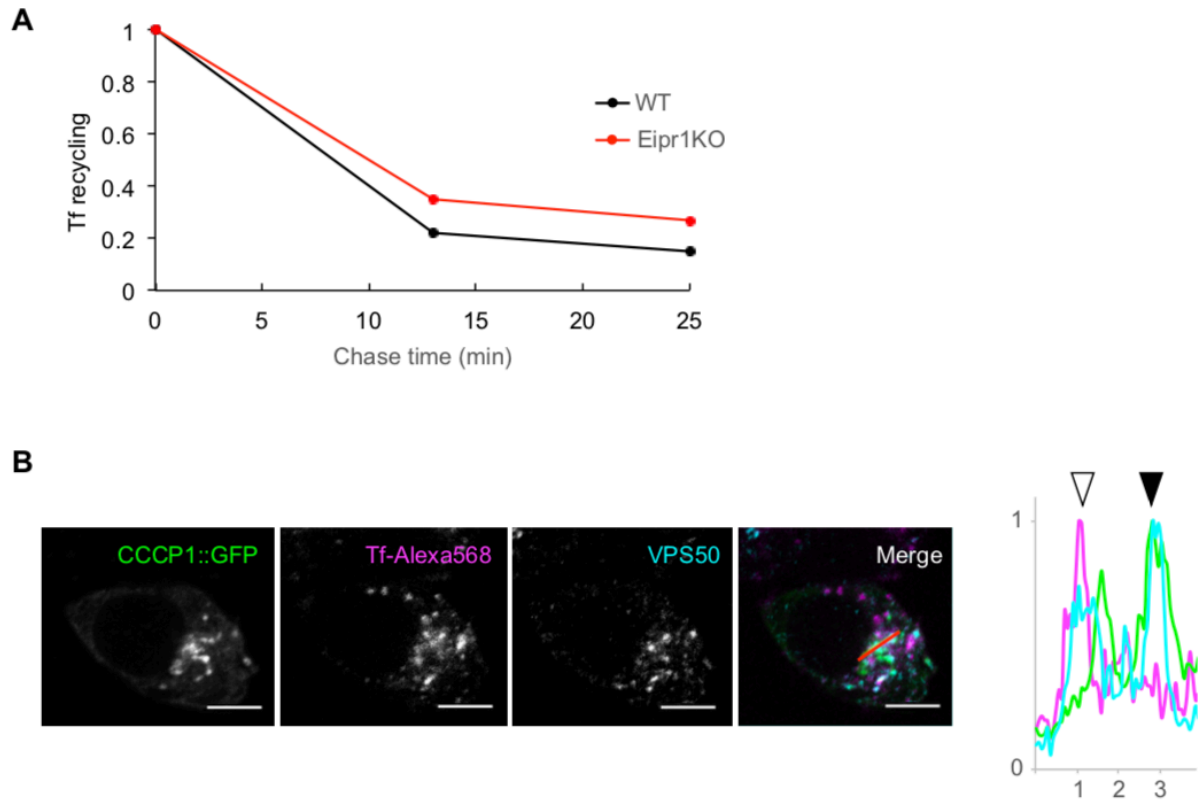 A
Tf recycling
1
0.8
0.6
0.4
0.2
0
0 5 10 15 20 25
Chase time (min)
WT
Eipr1KO
B
CCCP1::GFP
Tf-Alexa568
VPS50
Merge
1
0
1 2 3